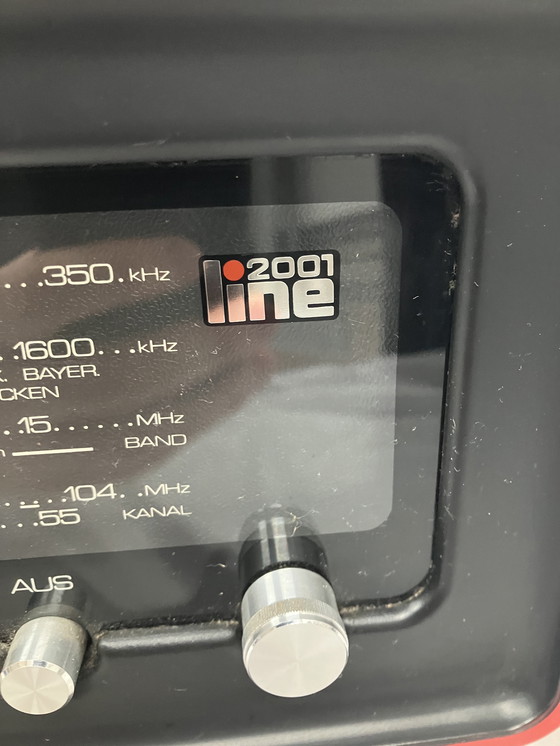 ...350.kHz
2001
line
.1600...kHz
BAYER.
CKEN
.15......MHz
BAND
...104..MHz
...55 KANAL
AUS